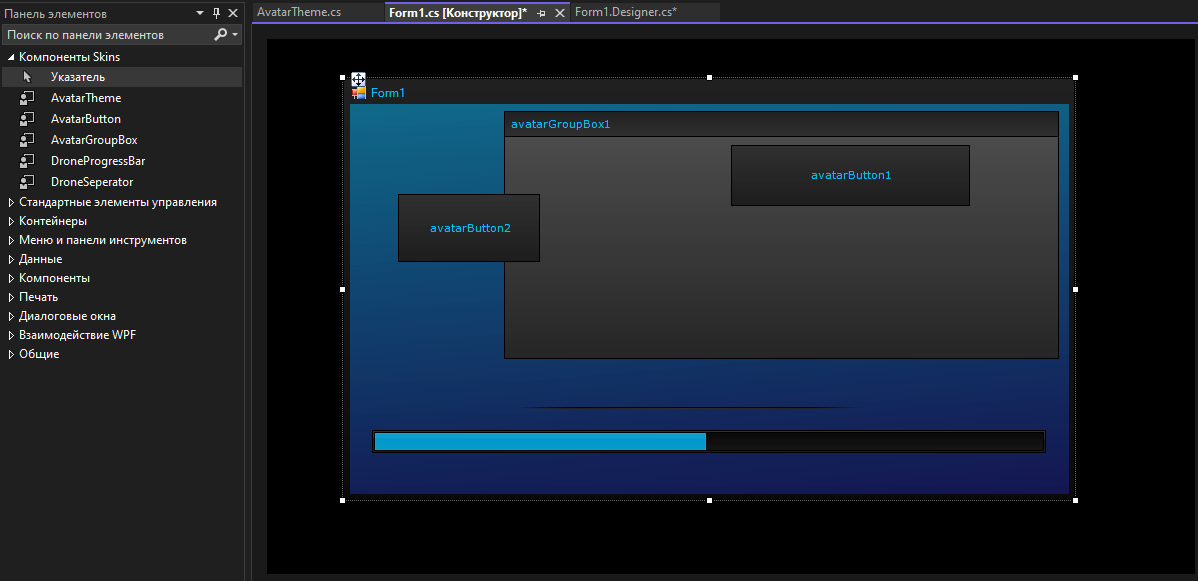 Панель элементов
AvatarTheme.cs
Form1.cs [Конструктор]*
Form1.Designer.cs*
Поиск по панели элементов
Компоненты Skins
Указатель
AvatarTheme
AvatarButton
AvatarGroupBox
DroneProgressBar
DroneSeperator
Стандартные элементы управления
Контейнеры
Меню и панели инструментов
Данные
Компоненты
Печать
Диалоговые окна
Взаимодействие WPF
Общие
Form1
avatarGroupBox1
avatarButton1
avatarButton2